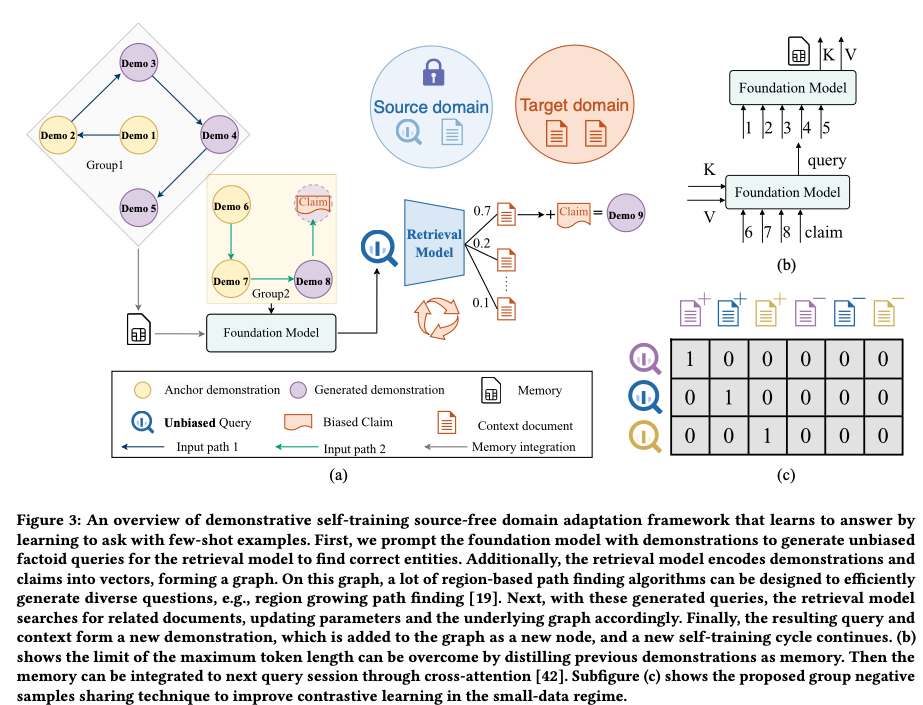 Demo 3
Demo 2
Demo 1
Demo 4
Group1
Demo 5
Demo 6
Claim
Demo 7
Demo 8
Group2
Foundation Model
Source domain
Target domain
Retrieval
Model
0.7
0.2
0.1
+
Claim
=
Demo 9
Anchor demonstration
Generated demonstration
Memory
Unbiased Query
Biased Claim
Context document
Input path 1
Input path 2
Memory integration
(a)
K V
Foundation Model
1 2 3 4 5
query
K
Foundation Model
V
6 7 8 claim
(b)
+ + + − − −
1 0 0 0 0 0
0 1 0 0 0 0
0 0 1 0 0 0
(c)
Figure 3: An overview of demonstrative self-training source-free domain adaptation framework that learns to answer by
learning to ask with few-shot examples. First, we prompt the foundation model with demonstrations to generate unbiased
factoid queries for the retrieval model to find correct entities. Additionally, the retrieval model encodes demonstrations and
claims into vectors, forming a graph. On this graph, a lot of region-based path finding algorithms can be designed to efficiently
generate diverse questions, e.g., region growing path finding [19]. Next, with these generated queries, the retrieval model
searches for related documents, updating parameters and the underlying graph accordingly. Finally, the resulting query and
context form a new demonstration, which is added to the graph as a new node, and a new self-training cycle continues. (b)
shows the limit of the maximum token length can be overcome by distilling previous demonstrations as memory. Then the
memory can be integrated to next query session through cross-attention [42]. Subfigure (c) shows the proposed group negative
samples sharing technique to improve contrastive learning in the small-data regime.